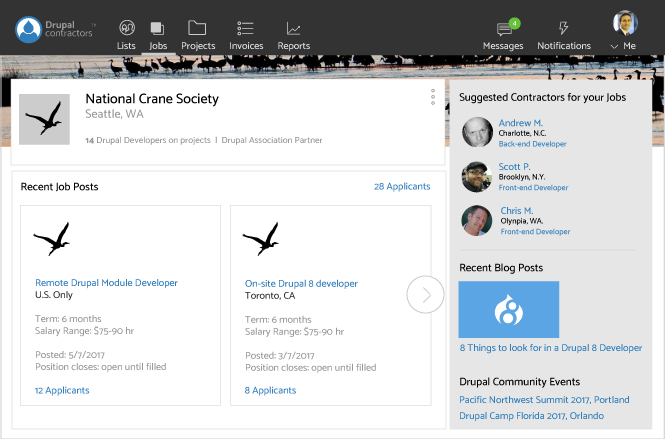 Drupal
contractors
TM
Lists
Jobs
Projects
Invoices
Reports
4
Messages
Notifications
Me
National Crane Society
Seattle, WA
14 Drupal Developers on projects | Drupal Association Partner
Recent Job Posts
28 Applicants
Remote Drupal Module Developer
U.S. Only
Term: 6 months
Salary Range: $75-90 hr
Posted: 5/7/2017
Position closes: open until filled
12 Applicants
On-site Drupal 8 developer
Toronto, CA
Term: 6 months
Salary Range: $75-90 hr
Posted: 3/7/2017
Position closes: open until filled
8 Applicants
Suggested Contractors for your Jobs
Andrew M.
Charlotte, N.C.
Back-end Developer
Scott P.
Brooklyn, N.Y.
Front-end Developer
Chris M.
Olynpia, WA.
Front-end Developer
Recent Blog Posts
8 Things to look for in a Drupal 8 Developer
Drupal Community Events
Pacific Northwest Summit 2017, Portland
Drupal Camp Florida 2017, Orlando